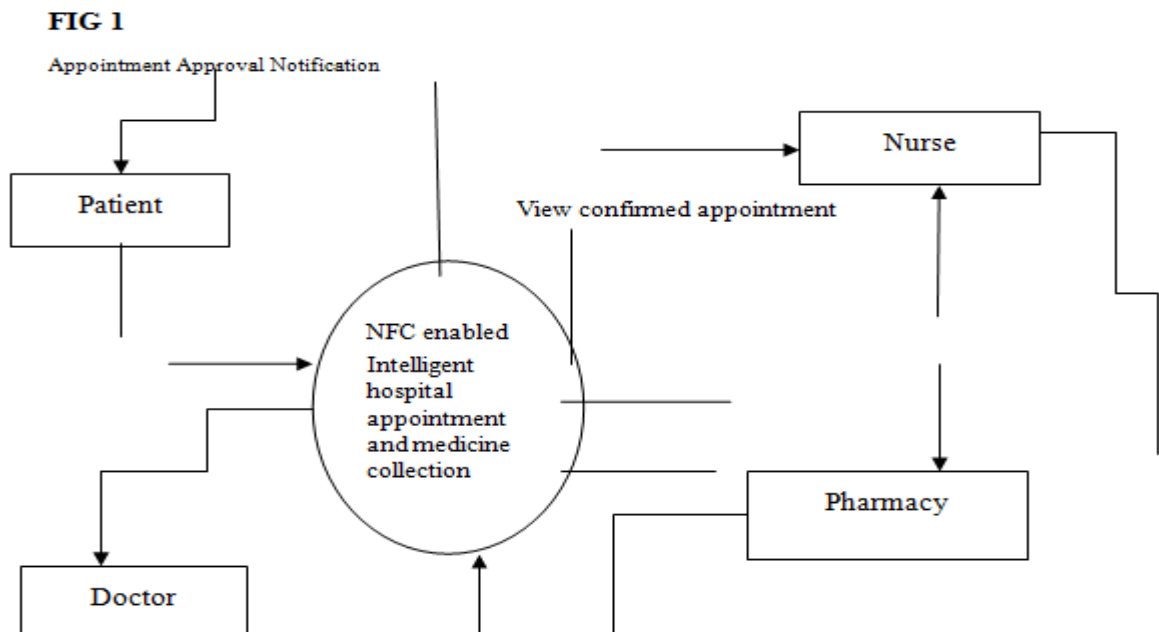 FIG 1
Appointment Approval Notification
Nurse
Patient
View confirmed appointment
NFC enabled
Intelligent
hospital
appointment
and medicine
collection
Pharmacy
Doctor